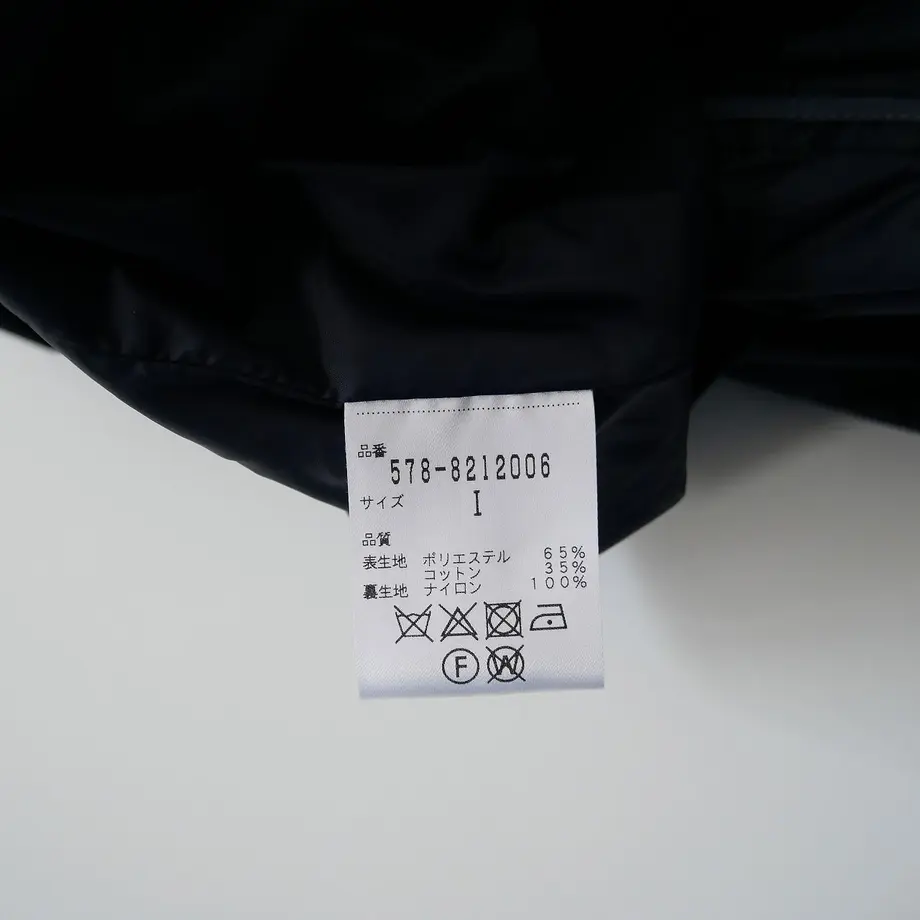 品番
578-8212006
サイズ I
品質
表生地 ポリエステル 65%
コットン 35%
裏生地 ナイロン 100%
F W